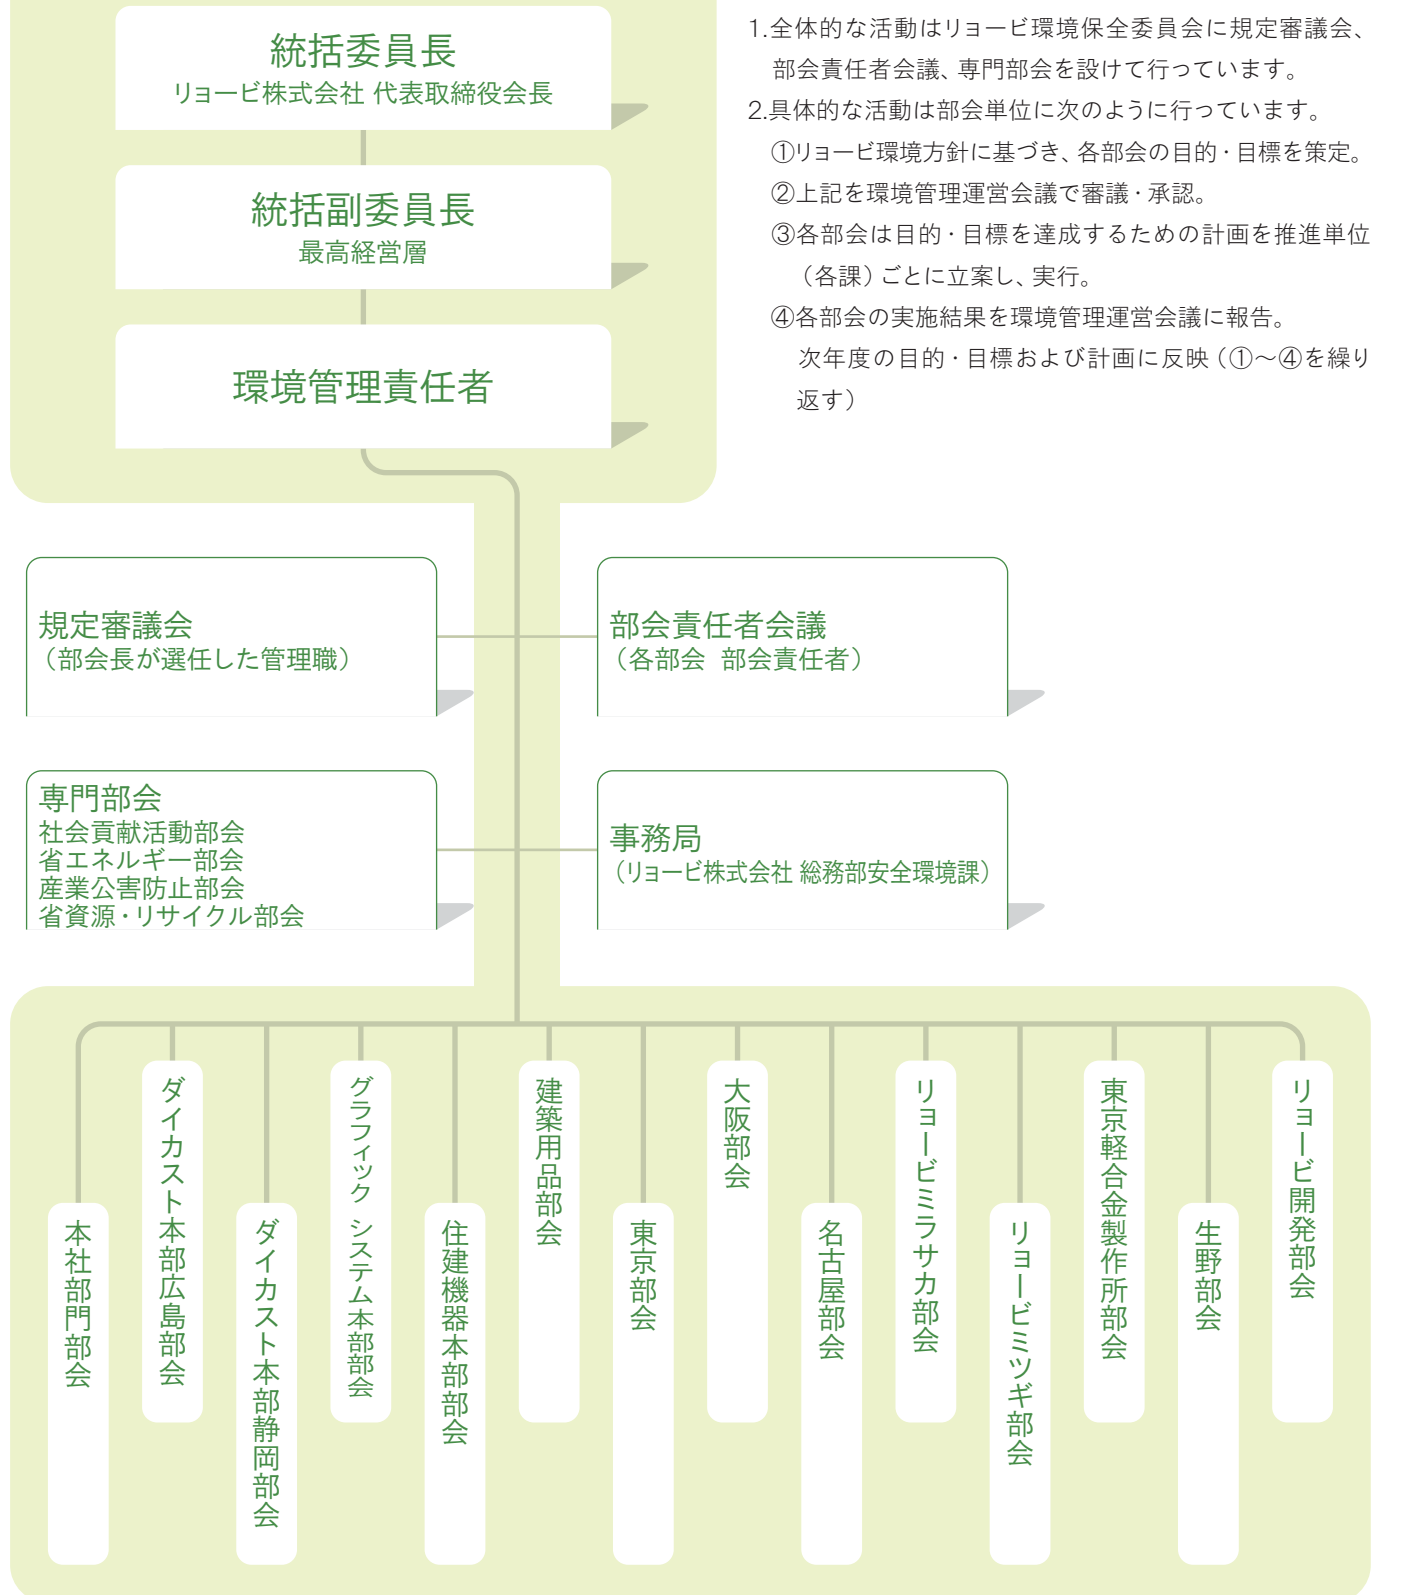 統括委員長
リョービ株式会社 代表取締役会長
統括副委員長
最高経営層
環境管理責任者
1.全体的な活動はリョービ環境保全委員会に規定審議会、
部会責任者会議、専門部会を設けて行っています。
2.具体的な活動は部会単位に次のように行っています。
①リョービ環境方針に基づき、各部会の目的・目標を策定。
②上記を環境管理運営会議で審議・承認。
③各部会は目的・目標を達成するための計画を推進単位
（各課）ごとに立案し、実行。
④各部会の実施結果を環境管理運営会議に報告。
次年度の目的・目標および計画に反映（①〜④を繰り
返す）
規定審議会
（部会長が選任した管理職）
部会責任者会議
（各部会 部会責任者）
専門部会
社会貢献活動部会
省エネルギー部会
産業公害防止部会
省資源・リサイクル部会
事務局
（リョービ株式会社 総務部安全環境課）
本社部門部会
ダイカスト本部広島部会
ダイカスト本部静岡部会
グラフィック システム本部部会
住建機器本部部会
建築用品部会
東京部会
大阪部会
名古屋部会
リョービミラサカ部会
リョービミツギ部会
東京軽合金製作所部会
生野部会
リョービ開発部会